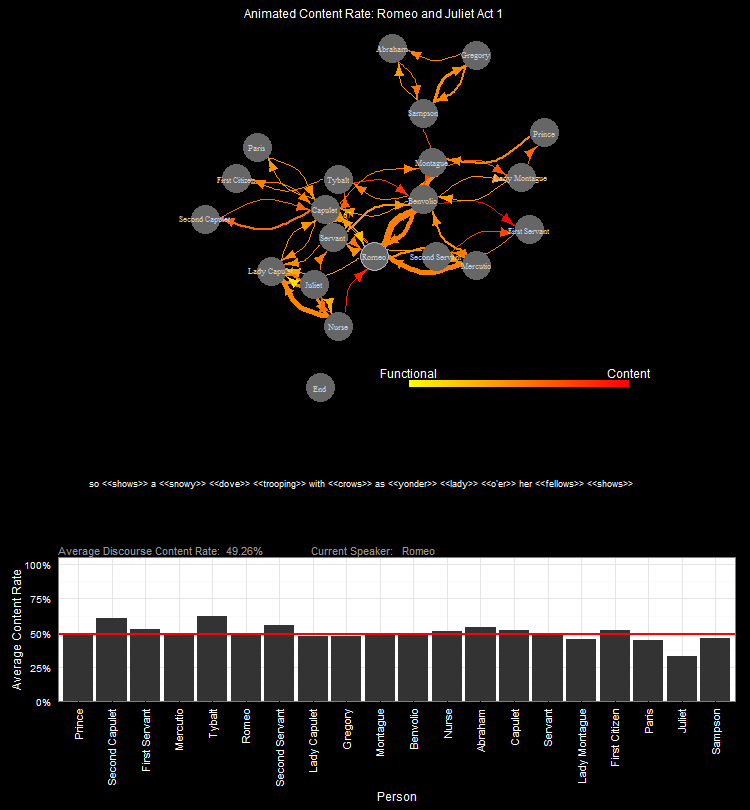 Animated Content Rate: Romeo and Juliet Act 1
Abraham
Gregory
Sampson
Prince
Paris
Montague
First Citizen
Tybalt
Lady Montague
Benvolio
Capulet
Second Capulet
First Servant
Servant
Romeo
Second Servant
Mercutio
Lady Capulet
Juliet
Nurse
Functional Content
End
so <<shows>> a <<snowy>> <<dove>> <<trooping>> with <<crows>> as <<yonder>> <<lady>> <<o'er>> her <<fellows>> <<shows>>
Average Discourse Content Rate: 49.26% Current Speaker: Romeo
Average Content Rate
100%
75%
50%
25%
0%
Prince
Second Capulet
First Servant
Mercutio
Tybalt
Romeo
Second Servant
Lady Capulet
Gregory
Montague
Benvolio
Nurse
Abraham
Capulet
Servant
Lady Montague
First Citizen
Paris
Juliet
Sampson
Person